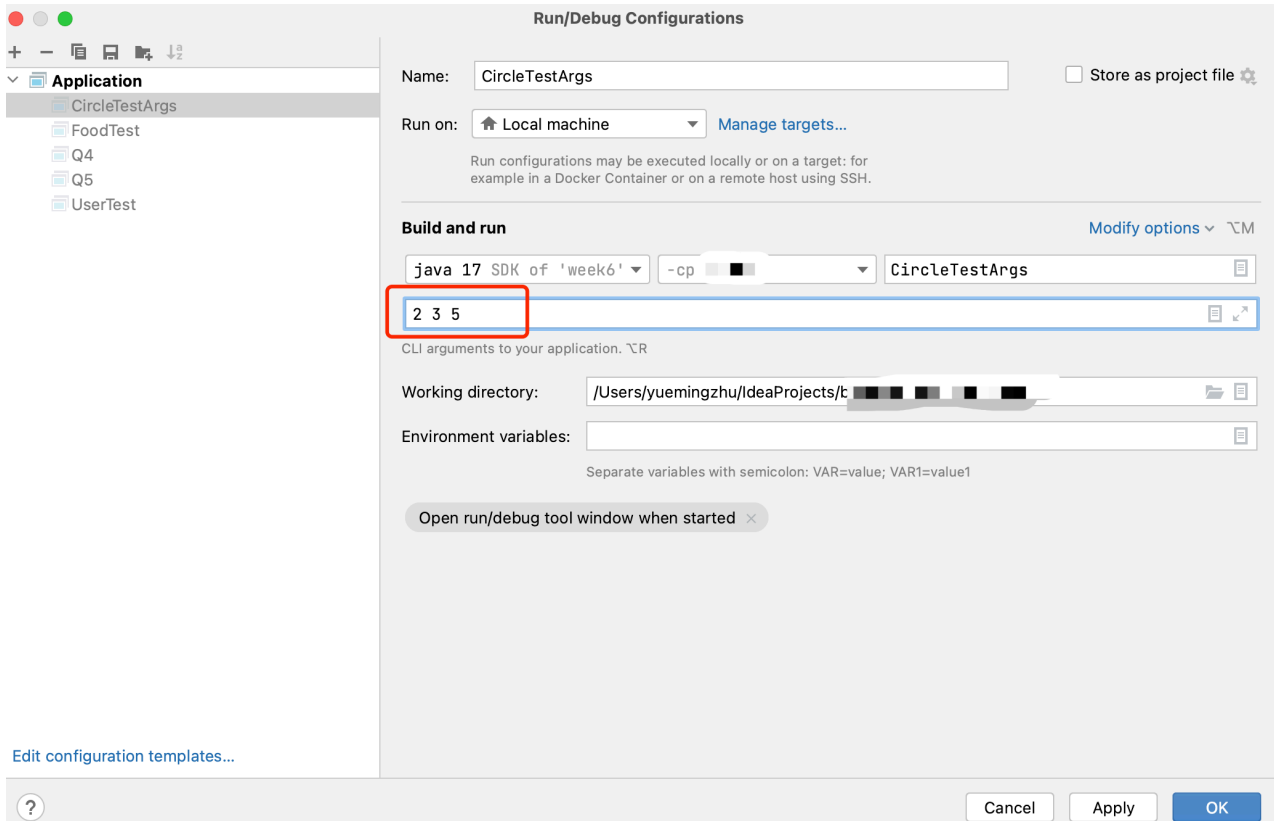 Run/Debug Configurations
Application
CircleTestArgs
FoodTest
Q4
Q5
UserTest
Edit configuration templates...
?
Name: CircleTestArgs Store as project file
Run on: Local machine Manage targets...
Run configurations may be executed locally or on a target: for
example in a Docker Container or on a remote host using SSH.
Build and run Modify options ⌥M
java 17 SDK of 'week6' -cp CircleTestArgs
2 3 5
CLI arguments to your application. ⌥R
Working directory: /Users/yuemingzhu/IdeaProjects/b
Environment variables:
Separate variables with semicolon: VAR=value; VAR1=value1
Open run/debug tool window when started ×
Cancel Apply OK